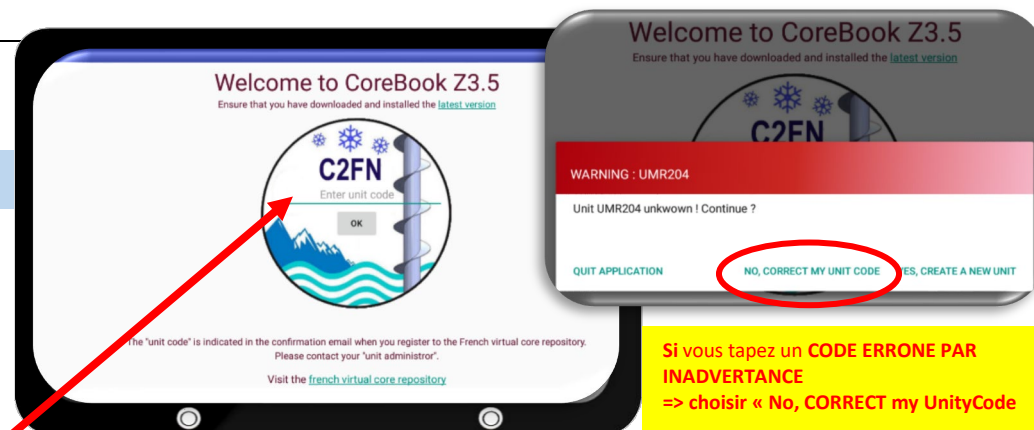 Welcome to CoreBook Z3.5
Ensure that you have downloaded and installed the latest version
C2FN
Enter unit code
OK
The "unit code" is indicated in the confirmation email when you register to the French virtual core repository.
Please contact your "unit administror".
Visit the french virtual core repository
Welcome to CoreBook Z3.5
Ensure that you have downloaded and installed the latest version
C2FN
WARNING : UMR204
Unit UMR204 unkwown ! Continue ?
QUIT APPLICATION NO, CORRECT MY UNIT CODE YES, CREATE A NEW UNIT
Si vous tapez un CODE ERRONE PAR
INADVERTANCE
=> choisir « No, CORRECT my UnityCode